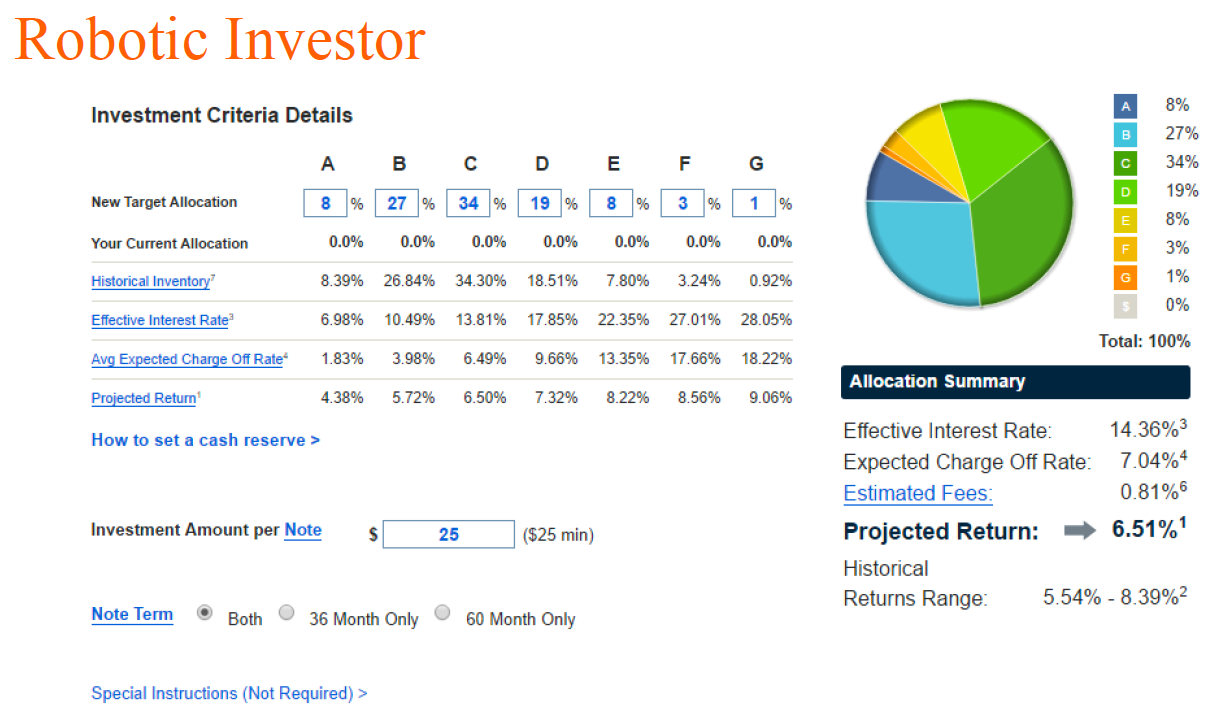 Robotic Investor
Investment Criteria Details
A B C D E F G
New Target Allocation 8 % 27 % 34 % 19 % 8 % 3 % 1 %
Your Current Allocation 0.0% 0.0% 0.0% 0.0% 0.0% 0.0% 0.0%
Historical Inventory7 8.39% 26.84% 34.30% 18.51% 7.80% 3.24% 0.92%
Effective Interest Rate3 6.98% 10.49% 13.81% 17.85% 22.35% 27.01% 28.05%
Avg Expected Charge Off Rate4 1.83% 3.98% 6.49% 9.66% 13.35% 17.66% 18.22%
Projected Return1 4.38% 5.72% 6.50% 7.32% 8.22% 8.56% 9.06%
How to set a cash reserve >
Investment Amount per Note $ 25 ($25 min)
Note Term Both 36 Month Only 60 Month Only
Special Instructions (Not Required) >
A 8%
B 27%
C 34%
D 19%
E 8%
F 3%
G 1%
$ 0%
Total: 100%
Allocation Summary
Effective Interest Rate: 14.36%3
Expected Charge Off Rate: 7.04%4
Estimated Fees: 0.81%6
Projected Return: 6.51%1
Historical
Returns Range: 5.54% - 8.39%2